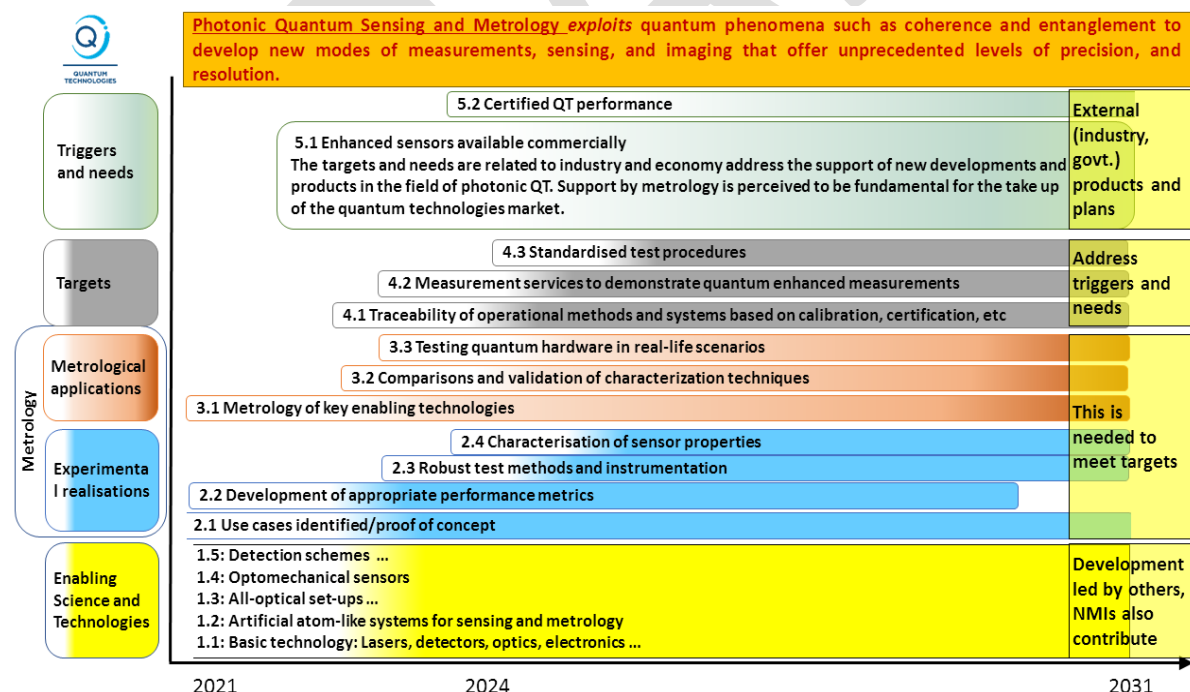 Photonic Quantum Sensing and Metrology exploits quantum phenomena such as coherence and entanglement to
develop new modes of measurements, sensing, and imaging that offer unprecedented levels of precision, and
resolution.
Q
QUANTUM
TECHNOLOGIES
Triggers
and needs
5.2 Certified QT performance
5.1 Enhanced sensors available commercially
The targets and needs are related to industry and economy address the support of new developments and
products in the field of photonic QT. Support by metrology is perceived to be fundamental for the take up
of the quantum technologies market.
External
(industry,
govt.)
products and
plans
Targets
4.3 Standardised test procedures
4.2 Measurement services to demonstrate quantum enhanced measurements
4.1 Traceability of operational methods and systems based on calibration, certification, etc
Address
triggers and
needs
Metrology
Metrological
applications
3.3 Testing quantum hardware in real-life scenarios
3.2 Comparisons and validation of characterization techniques
3.1 Metrology of key enabling technologies
Experimenta
l realisations
2.4 Characterisation of sensor properties
2.3 Robust test methods and instrumentation
2.2 Development of appropriate performance metrics
2.1 Use cases identified/proof of concept
This is
needed to
meet targets
Enabling
Science and
Technologies
1.5: Detection schemes ...
1.4: Optomechanical sensors
1.3: All-optical set-ups ...
1.2: Artificial atom-like systems for sensing and metrology
1.1: Basic technology: Lasers, detectors, optics, electronics ...
Development
led by others,
NMIs also
contribute
2021
2024
2031